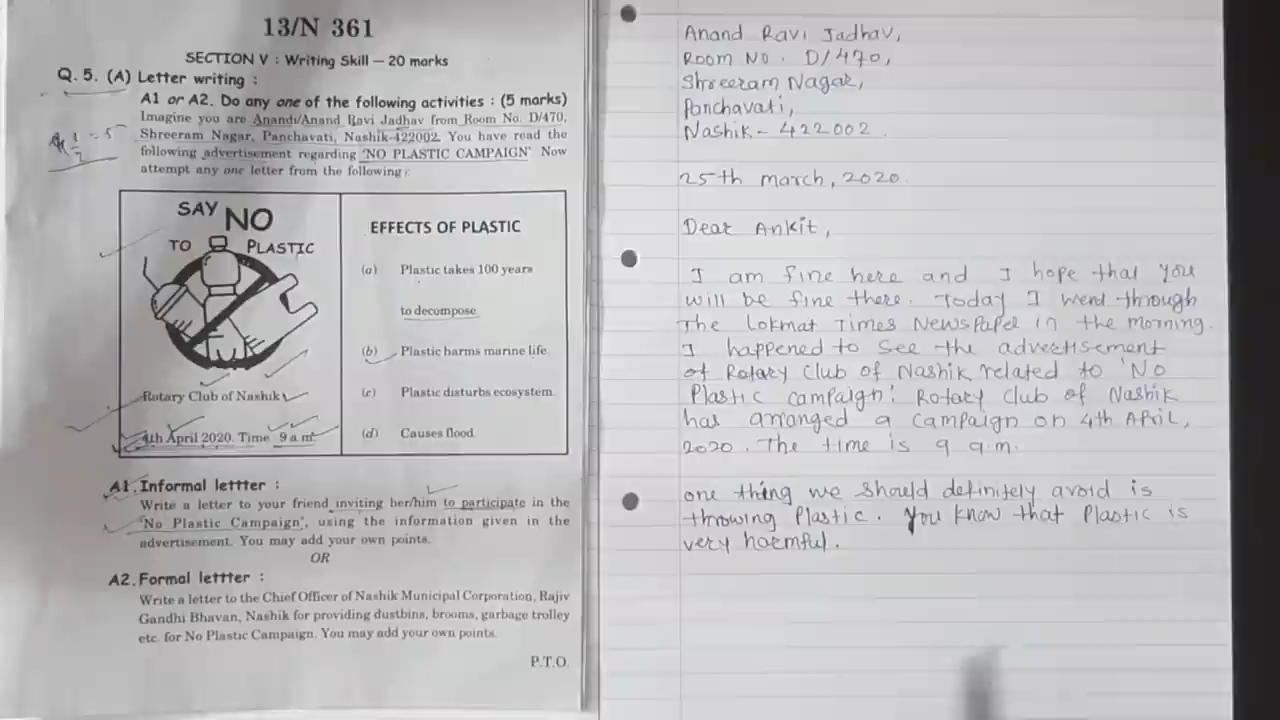 13/N 361
SECTION V : Writing Skill – 20 marks
Q. 5. (A) Letter writing :
A1 or A2. Do any one of the following activities : (5 marks)
Imagine you are Anandi/Anand Ravi Jadhav from Room No. D/470,
Shreeram Nagar, Panchavati, Nashik-422002. You have read the
following advertisement regarding 'NO PLASTIC CAMPAIGN' Now
attempt any one letter from the following :
SAY NO
TO PLASTIC
Rotary Club of Nashik
4th April 2020. Time 9 a m.
EFFECTS OF PLASTIC
(a) Plastic takes 100 years
to decompose.
(b) Plastic harms marine life.
(c) Plastic disturbs ecosystem.
(d) Causes flood.
A1. Informal lettter :
Write a letter to your friend inviting her/him to participate in the
'No Plastic Campaign', using the information given in the
advertisement. You may add your own points.
OR
A2. Formal lettter :
Write a letter to the Chief Officer of Nashik Municipal Corporation, Rajiv
Gandhi Bhavan, Nashik for providing dustbins, brooms, garbage trolley
etc. for No Plastic Campaign. You may add your own points.
P.T.O.
Anand Ravi Jadhav,
Room No. D/470,
Shreeram Nagar,
Panchavati,
Nashik - 422002.
25th march, 2020.
Dear Ankit,
I am fine here and I hope that you
will be fine there. Today I went through
The Lokmat Times Newspaper in the morning.
I happened to see the advertisement
of Rotary Club of Nashik related to 'No
Plastic campaign'. Rotary Club of Nashik
has arranged a campaign on 4th April,
2020. The time is 9 a.m.
one thing we should definitely avoid is
throwing Plastic. You know that Plastic is
very harmful.